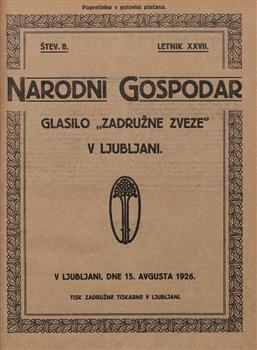 Poprečnina v gotovini plačana.
ŠTEV. 8. LETNIK XXVII.
NARODNI GOSPODAR
GLASILO „ZADRUŽNE ZVEZE“
V LJUBLJANI.
V LJUBLJANI, DNE 15. AVGUSTA 1926.
TISK ZADRUŽNE TISKARNE V LJUBLJANI.